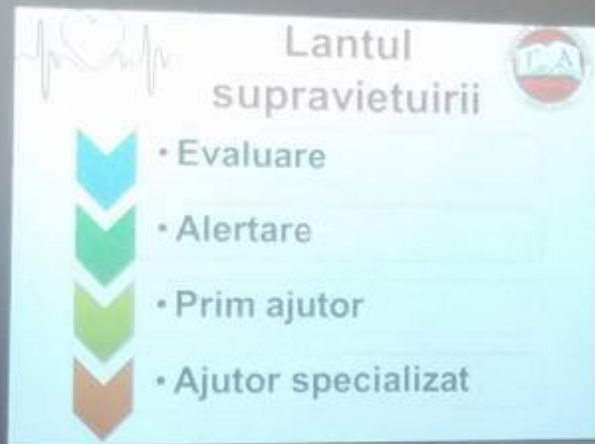 Lantul
supravietuirii
• Evaluare
• Alertare
• Prim ajutor
• Ajutor specializat